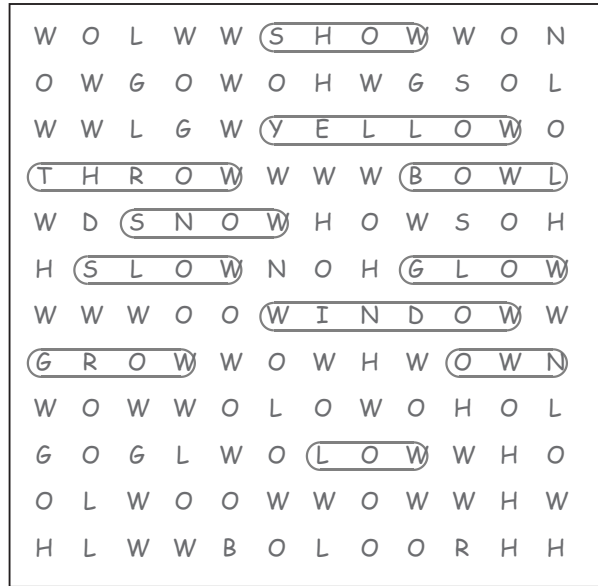 W O L W W S H O W W O N
O W G O W O H W G S O L
W W L G W Y E L L O W O
T H R O W W W W B O W L
W D S N O W H O W S O H
H S L O W N O H G L O W
W W W O O W I N D O W W
G R O W W O W H W O W N
W O W W O L O W O H O L
G O G L W O L O W W H O
O L W O O W W O W W H W
H L W W B O L O O R H H